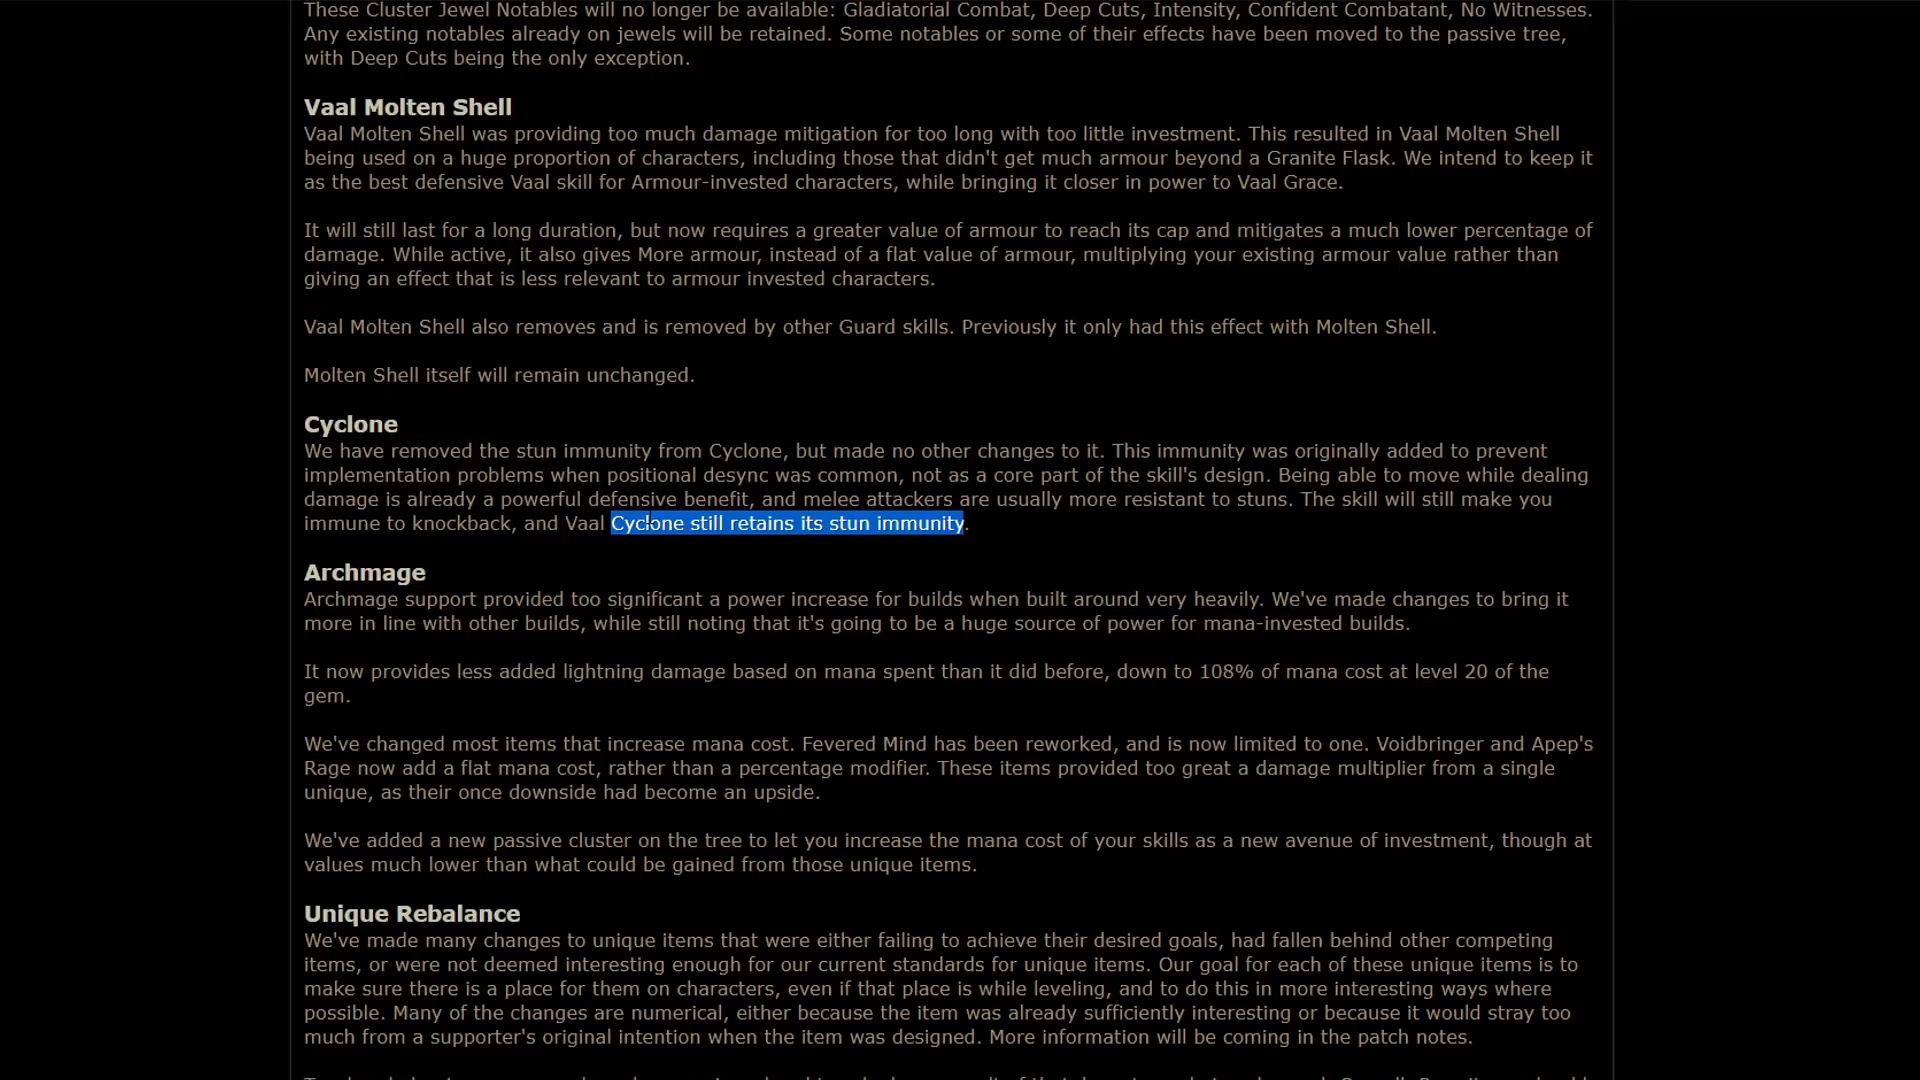 These Cluster Jewel Notables will no longer be available: Gladiatorial Combat, Deep Cuts, Intensity, Confident Combatant, No Witnesses.
Any existing notables already on jewels will be retained. Some notables or some of their effects have been moved to the passive tree,
with Deep Cuts being the only exception.
Vaal Molten Shell
Vaal Molten Shell was providing too much damage mitigation for too long with too little investment. This resulted in Vaal Molten Shell
being used on a huge proportion of characters, including those that didn't get much armour beyond a Granite Flask. We intend to keep it
as the best defensive Vaal skill for Armour-invested characters, while bringing it closer in power to Vaal Grace.
It will still last for a long duration, but now requires a greater value of armour to reach its cap and mitigates a much lower percentage of
damage. While active, it also gives More armour, instead of a flat value of armour, multiplying your existing armour value rather than
giving an effect that is less relevant to armour invested characters.
Vaal Molten Shell also removes and is removed by other Guard skills. Previously it only had this effect with Molten Shell.
Molten Shell itself will remain unchanged.
Cyclone
We have removed the stun immunity from Cyclone, but made no other changes to it. This immunity was originally added to prevent
implementation problems when positional desync was common, not as a core part of the skill's design. Being able to move while dealing
damage is already a powerful defensive benefit, and melee attackers are usually more resistant to stuns. The skill will still make you
immune to knockback, and Vaal Cyclone still retains its stun immunity.
Archmage
Archmage support provided too significant a power increase for builds when built around very heavily. We've made changes to bring it
more in line with other builds, while still noting that it's going to be a huge source of power for mana-invested builds.
It now provides less added lightning damage based on mana spent than it did before, down to 108% of mana cost at level 20 of the
gem.
We've changed most items that increase mana cost. Fevered Mind has been reworked, and is now limited to one. Voidbringer and Apep's
Rage now add a flat mana cost, rather than a percentage modifier. These items provided too great a damage multiplier from a single
unique, as their once downside had become an upside.
We've added a new passive cluster on the tree to let you increase the mana cost of your skills as a new avenue of investment, though at
values much lower than what could be gained from those unique items.
Unique Rebalance
We've made many changes to unique items that were either failing to achieve their desired goals, had fallen behind other competing
items, or were not deemed interesting enough for our current standards for unique items. Our goal for each of these unique items is to
make sure there is a place for them on characters, even if that place is while leveling, and to do this in more interesting ways where
possible. Many of the changes are numerical, either because the item was already sufficiently interesting or because it would stray too
much from a supporter's original intention when the item was designed. More information will be coming in the patch notes.